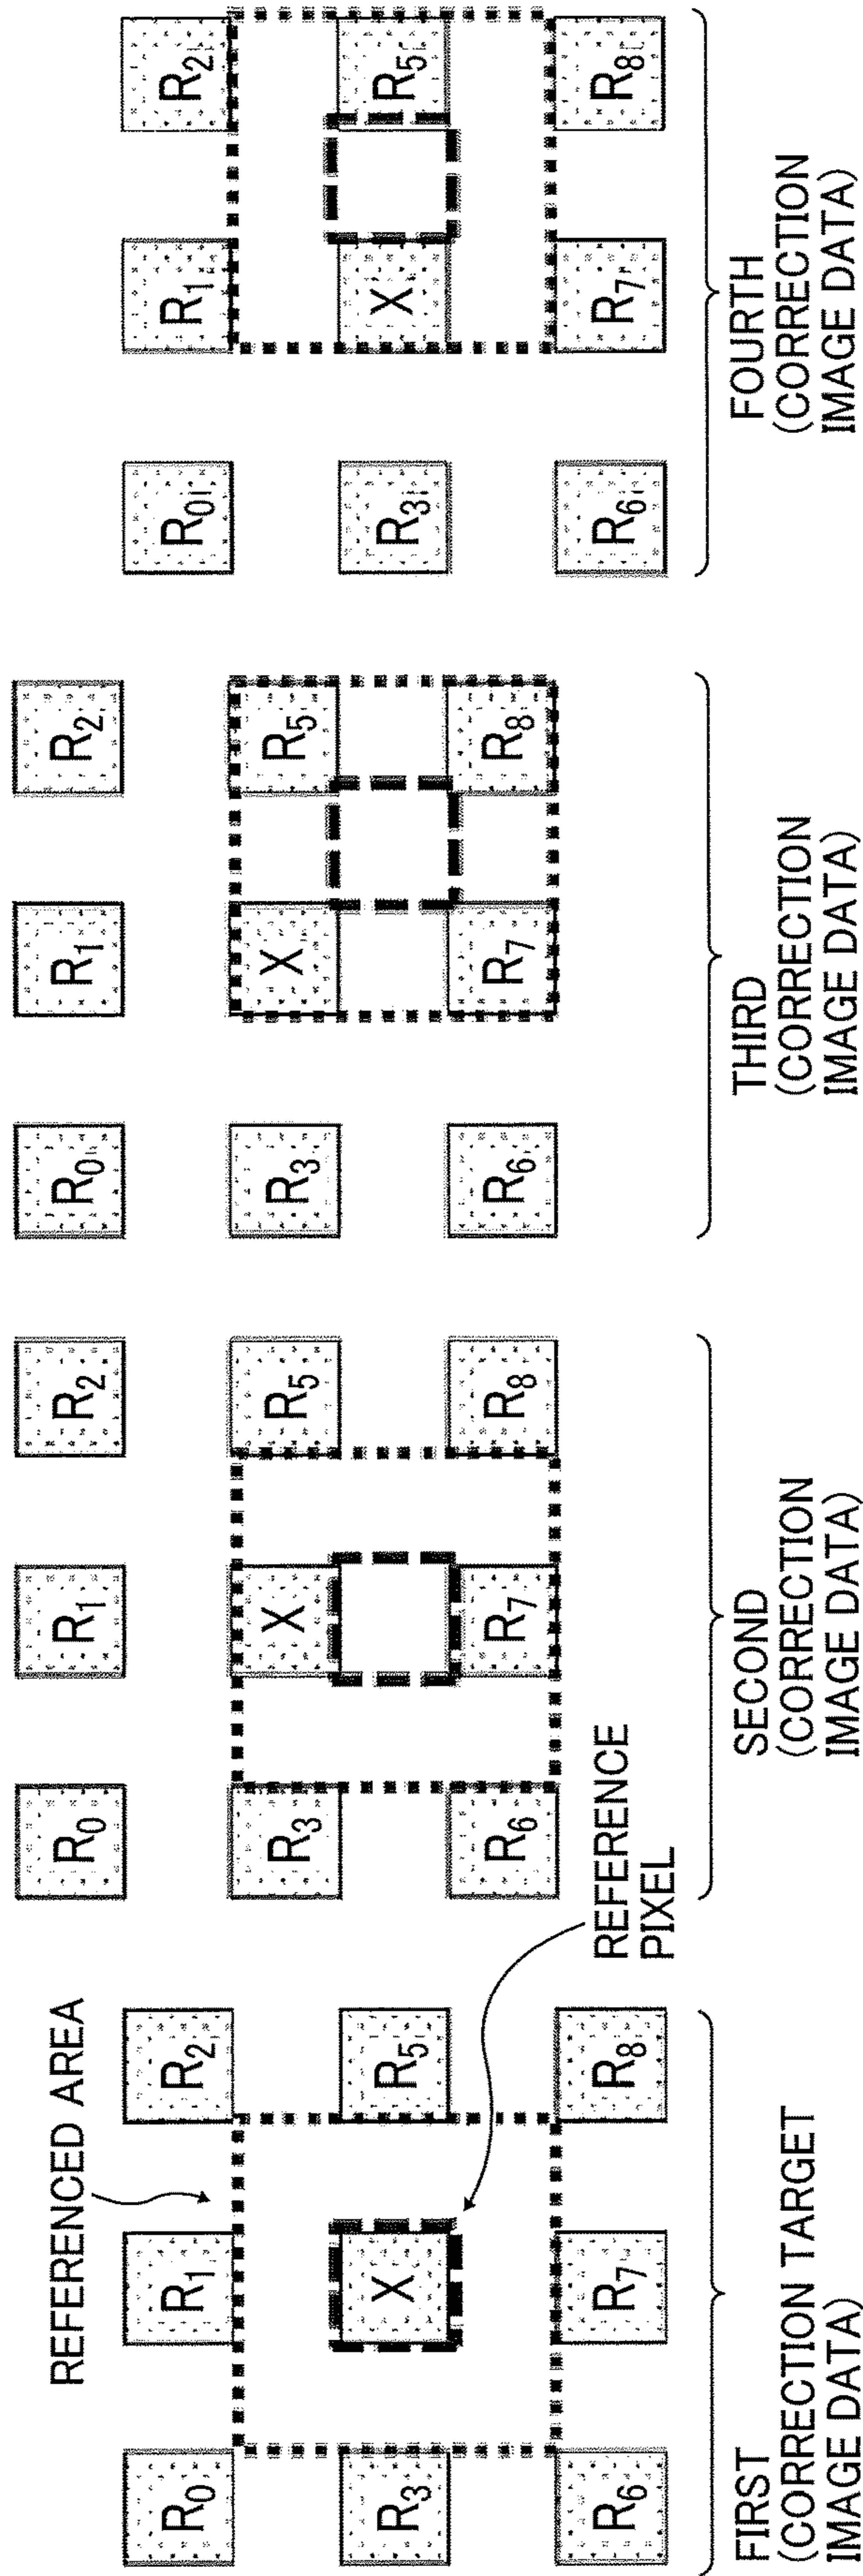 REFERENCED AREA
R0 R1 R2
R3 X R5
R6 R7 R8
REFERENCE
PIXEL
FIRST
(CORRECTION TARGET
IMAGE DATA)
R0 R1 R2
R3 X R5
R6 R7 R8
SECOND
(CORRECTION
IMAGE DATA)
R0 R1 R2
R3 X R5
R6 R7 R8
THIRD
(CORRECTION
IMAGE DATA)
R0 R1 R2
R3 X R5
R6 R7 R8
FOURTH
(CORRECTION
IMAGE DATA)